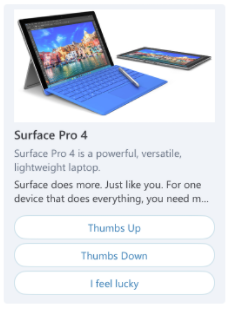 Surface Pro 4
Surface Pro 4 is a powerful, versatile,
lightweight laptop.
Surface does more. Just like you. For one
device that does everything, you need m...
Thumbs Up
Thumbs Down
I feel lucky